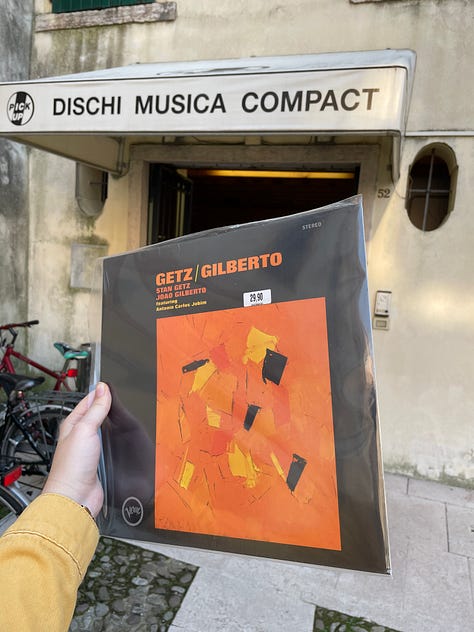 PICK UP
DISCHI MUSICA COMPACT
52
STEREO
GETZ/GILBERTO
STAN GETZ
JOAO GILBERTO
featuring
Antonio Carlos Jobim
29,90
Verve